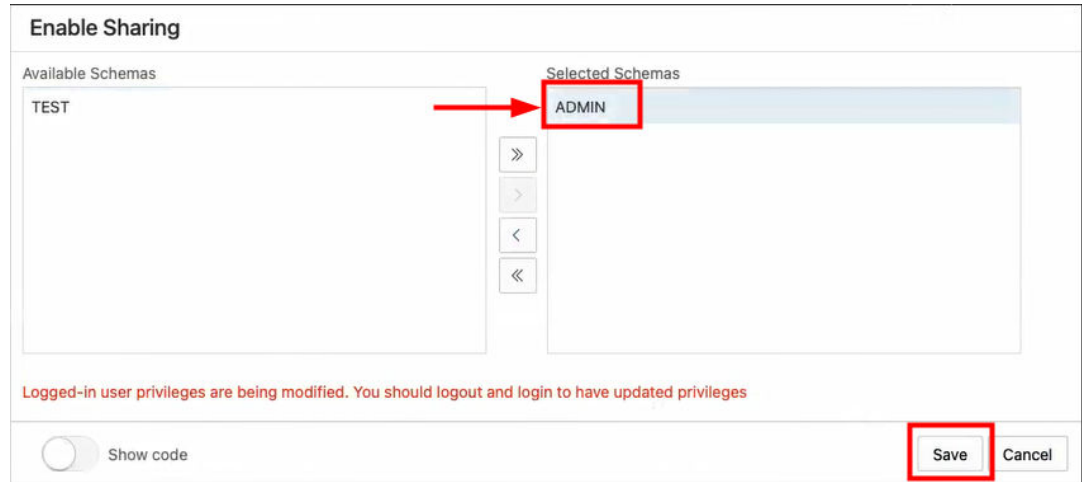 Enable Sharing
Available Schemas
Selected Schemas
TEST
ADMIN
Logged-in user privileges are being modified. You should logout and login to have updated privileges
Show code
Save
Cancel